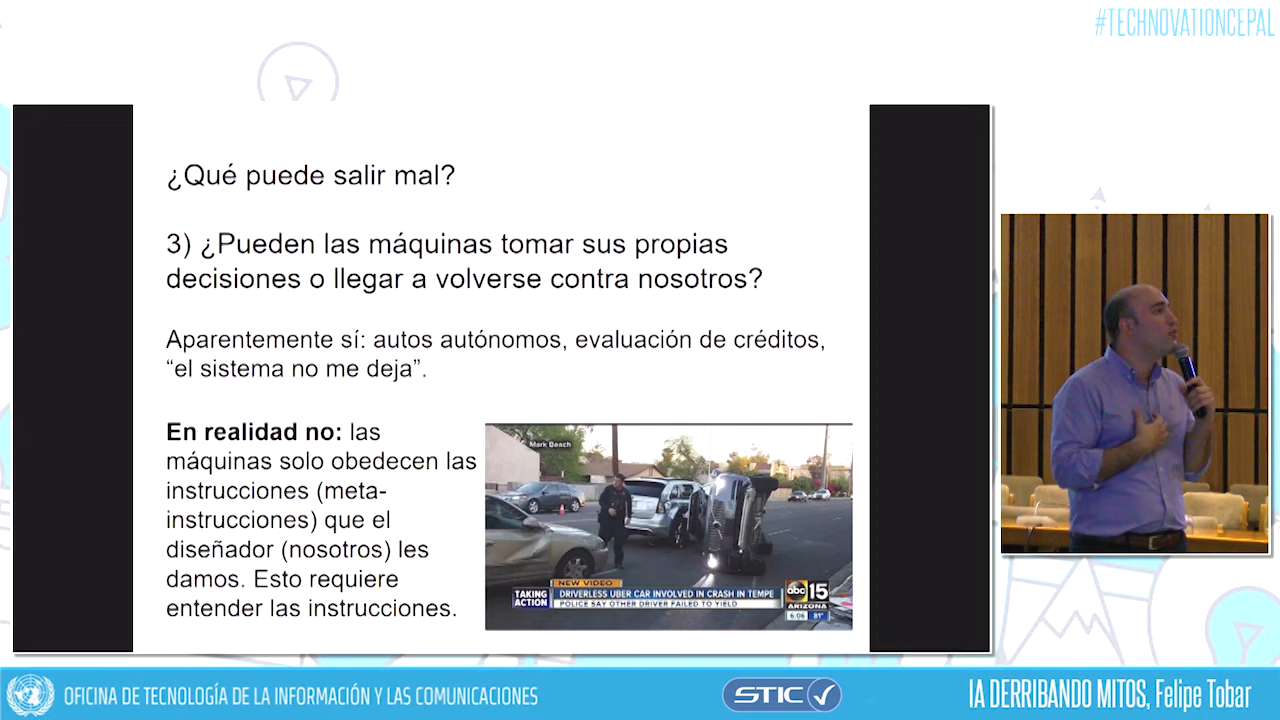 #TECHNOVATIONCEPAL
¿Qué puede salir mal?
3) ¿Pueden las máquinas tomar sus propias
decisiones o llegar a volverse contra nosotros?
Aparentemente sí: autos autónomos, evaluación de créditos,
“el sistema no me deja”.
En realidad no: las
máquinas solo obedecen las
instrucciones (meta-
instrucciones) que el
diseñador (nosotros) les
damos. Esto requiere
entender las instrucciones.
Mark Beach
NEW VIDEO
TAKING
ACTION
DRIVERLESS UBER CAR INVOLVED IN CRASH IN TEMPE
POLICE SAY OTHER DRIVER FAILED TO YIELD
abc 15
ARIZONA
6:06 81°
OFICINA DE TECNOLOGÍA DE LA INFORMACIÓN Y LAS COMUNICACIONES
STIC
IA DERRIBANDO MITOS, Felipe Tobar